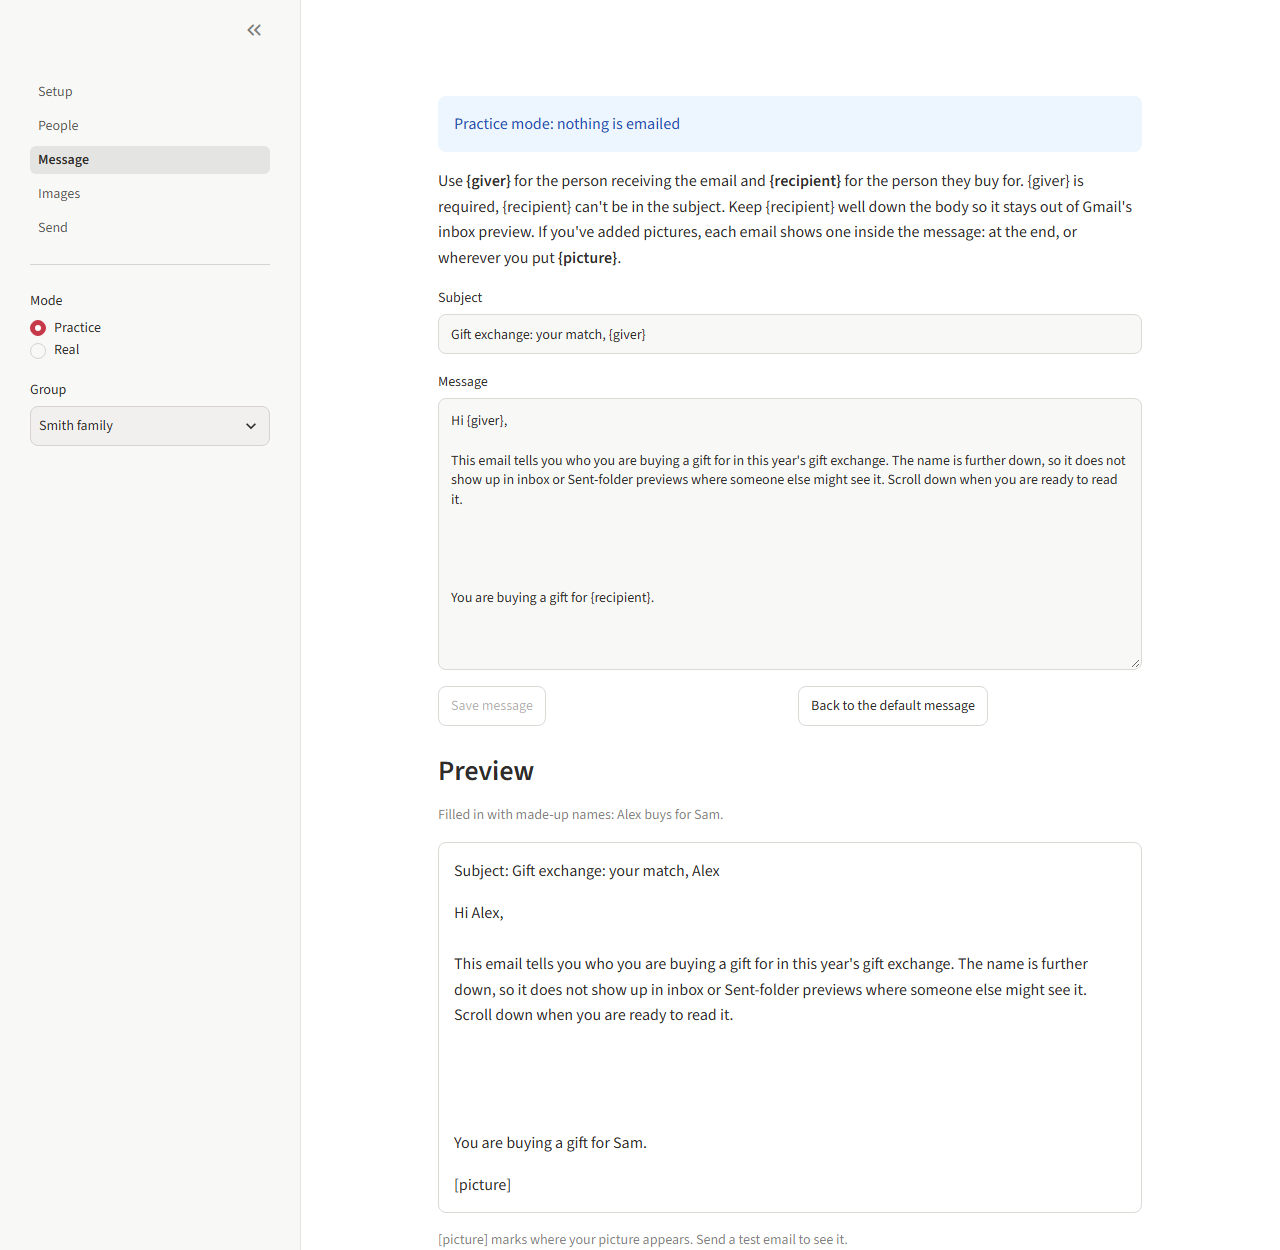 Setup
People
Message
Images
Send
Mode
Practice
Real
Group
Smith family
Practice mode: nothing is emailed
Use {giver} for the person receiving the email and {recipient} for the person they buy for. {giver} is
required, {recipient} can't be in the subject. Keep {recipient} well down the body so it stays out of Gmail's
inbox preview. If you've added pictures, each email shows one inside the message: at the end, or
wherever you put {picture}.
Subject
Gift exchange: your match, {giver}
Message
Hi {giver},
This email tells you who you are buying a gift for in this year's gift exchange. The name is further down, so it does not
show up in inbox or Sent-folder previews where someone else might see it. Scroll down when you are ready to read
it.
You are buying a gift for {recipient}.
Save message
Back to the default message
Preview
Filled in with made-up names: Alex buys for Sam.
Subject: Gift exchange: your match, Alex
Hi Alex,
This email tells you who you are buying a gift for in this year's gift exchange. The name is further
down, so it does not show up in inbox or Sent-folder previews where someone else might see it.
Scroll down when you are ready to read it.
You are buying a gift for Sam.
[picture]
[picture] marks where your picture appears. Send a test email to see it.